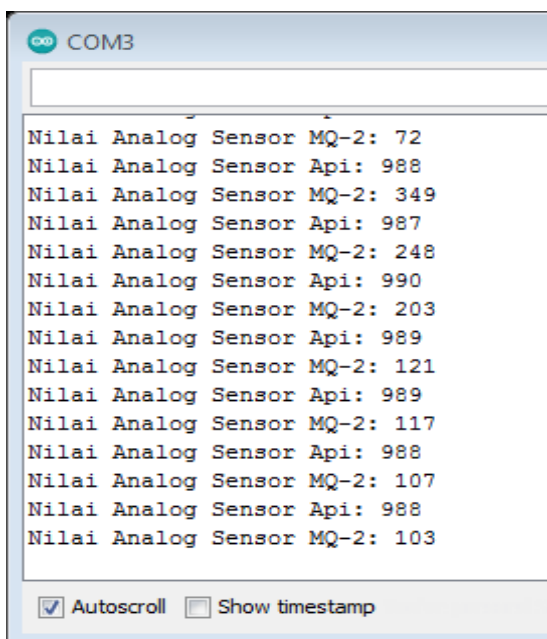 COM3
Nilai Analog Sensor MQ-2: 72
Nilai Analog Sensor Api: 988
Nilai Analog Sensor MQ-2: 349
Nilai Analog Sensor Api: 987
Nilai Analog Sensor MQ-2: 248
Nilai Analog Sensor Api: 990
Nilai Analog Sensor MQ-2: 203
Nilai Analog Sensor Api: 989
Nilai Analog Sensor MQ-2: 121
Nilai Analog Sensor Api: 989
Nilai Analog Sensor MQ-2: 117
Nilai Analog Sensor Api: 988
Nilai Analog Sensor MQ-2: 107
Nilai Analog Sensor Api: 988
Nilai Analog Sensor MQ-2: 103
Autoscroll Show timestamp